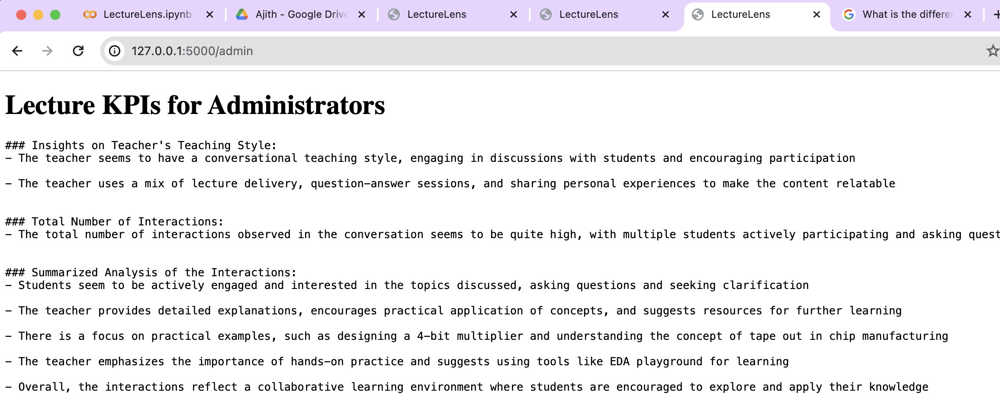 LectureLens.ipynb
Ajith - Google Drive
LectureLens
LectureLens
LectureLens
What is the differen
127.0.0.1:5000/admin
Lecture KPIs for Administrators
### Insights on Teacher's Teaching Style:
- The teacher seems to have a conversational teaching style, engaging in discussions with students and encouraging participation
- The teacher uses a mix of lecture delivery, question-answer sessions, and sharing personal experiences to make the content relatable
### Total Number of Interactions:
- The total number of interactions observed in the conversation seems to be quite high, with multiple students actively participating and asking quest
### Summarized Analysis of the Interactions:
- Students seem to be actively engaged and interested in the topics discussed, asking questions and seeking clarification
- The teacher provides detailed explanations, encourages practical application of concepts, and suggests resources for further learning
- There is a focus on practical examples, such as designing a 4-bit multiplier and understanding the concept of tape out in chip manufacturing
- The teacher emphasizes the importance of hands-on practice and suggests using tools like EDA playground for learning
- Overall, the interactions reflect a collaborative learning environment where students are encouraged to explore and apply their knowledge